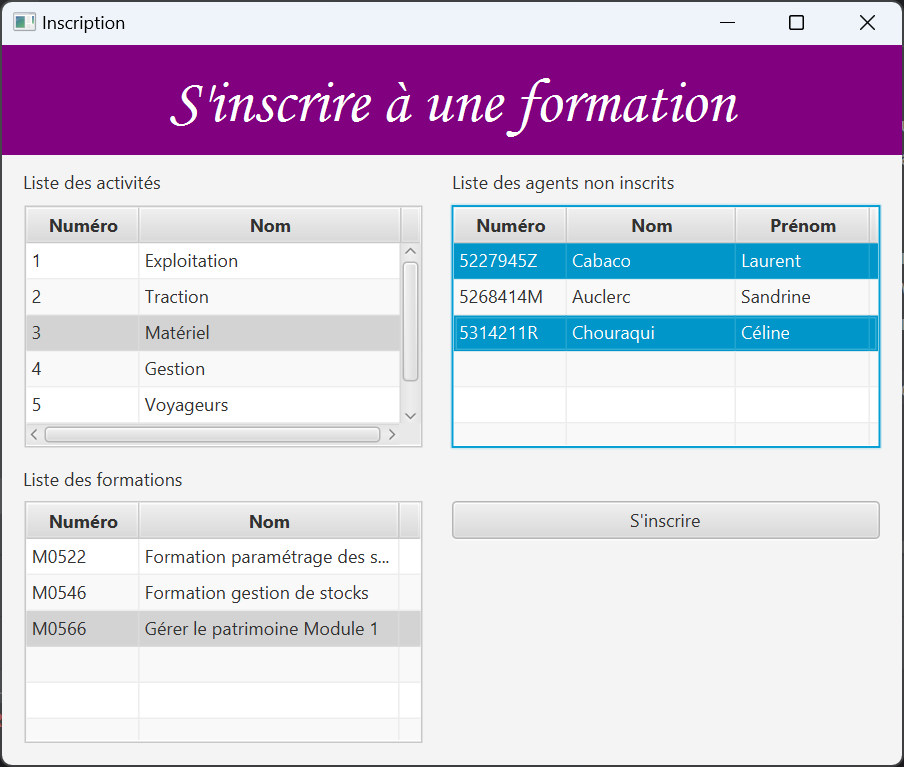 Inscription
S'inscrire à une formation
Liste des activités
Numéro Nom
1 Exploitation
2 Traction
3 Matériel
4 Gestion
5 Voyageurs
Liste des agents non inscrits
Numéro Nom Prénom
5227945Z Cabaco Laurent
5268414M Auclerc Sandrine
5314211R Chouraqui Céline
Liste des formations
Numéro Nom
M0522 Formation paramétrage des s...
M0546 Formation gestion de stocks
M0566 Gérer le patrimoine Module 1
S'inscrire